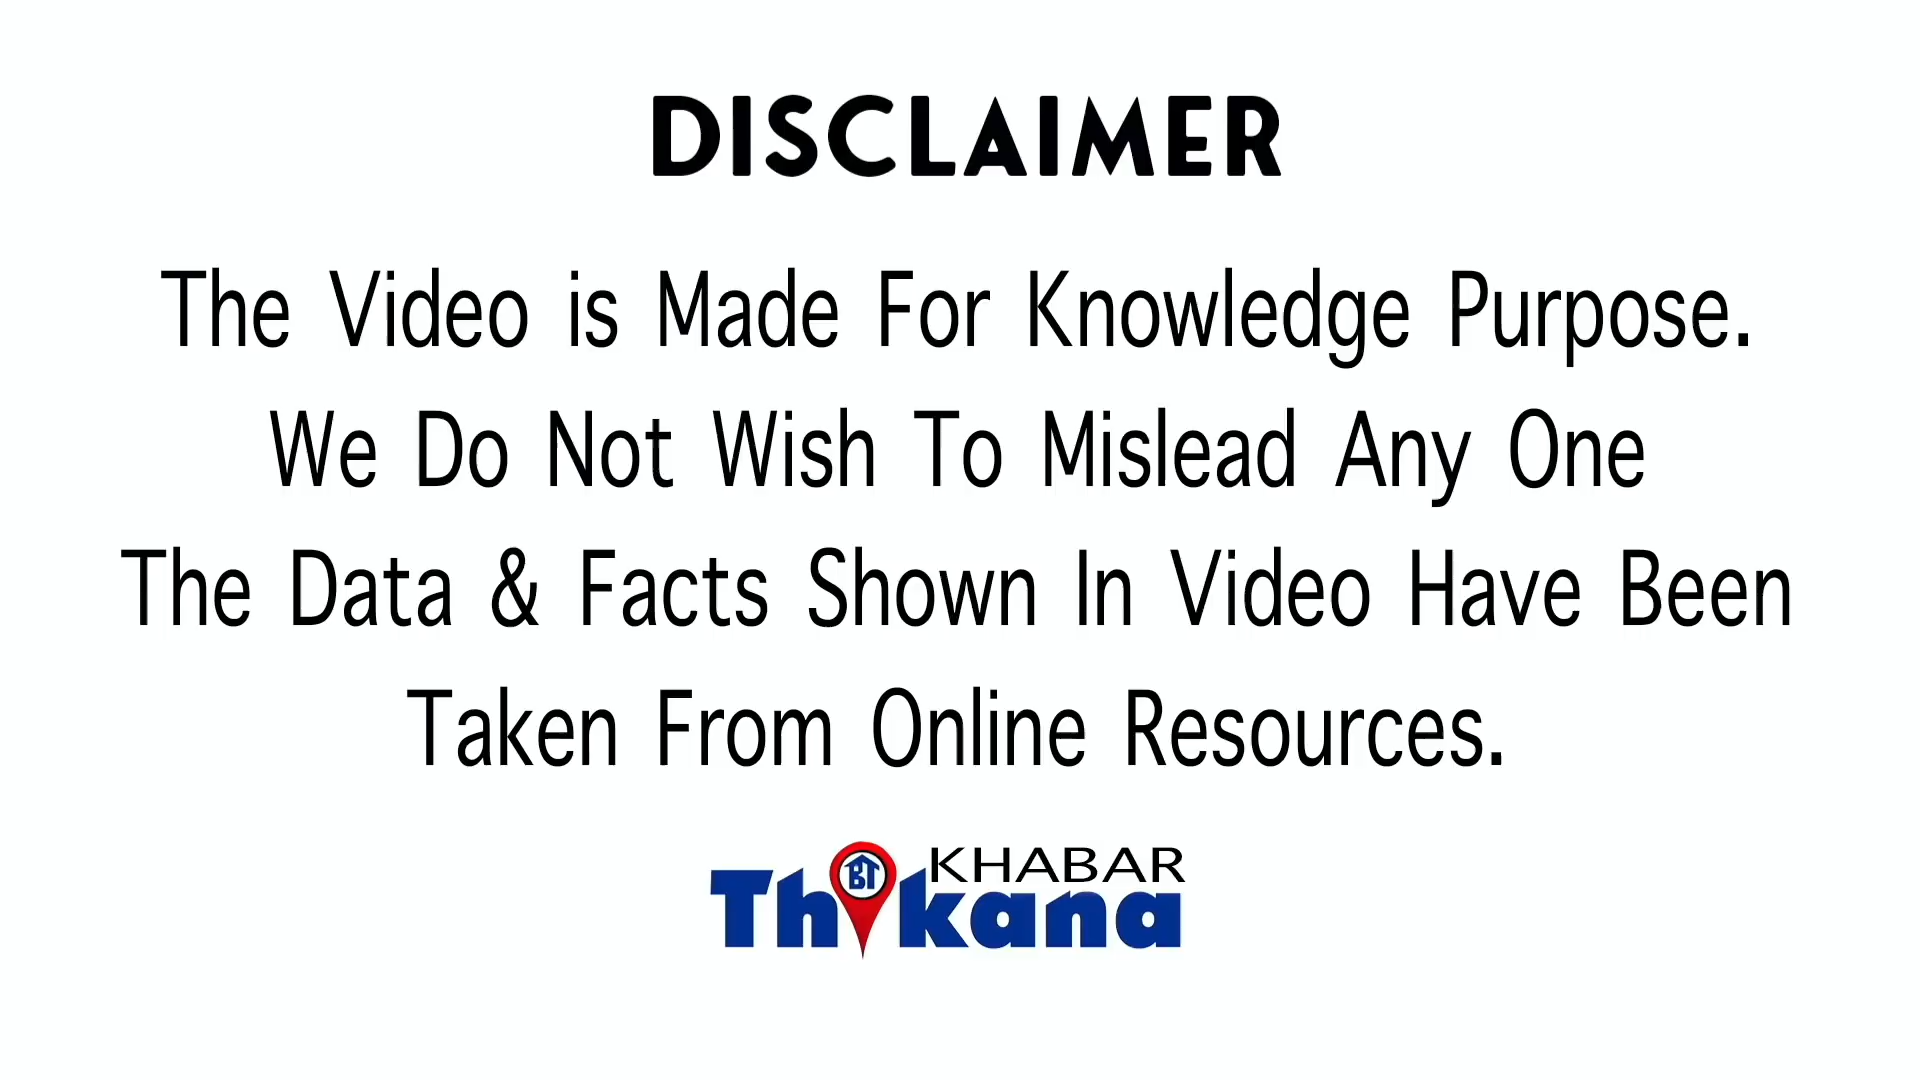 DISCLAIMER
The Video is Made For Knowledge Purpose.
We Do Not Wish To Mislead Any One
The Data & Facts Shown In Video Have Been
Taken From Online Resources.
KHABAR
BT
Thikana